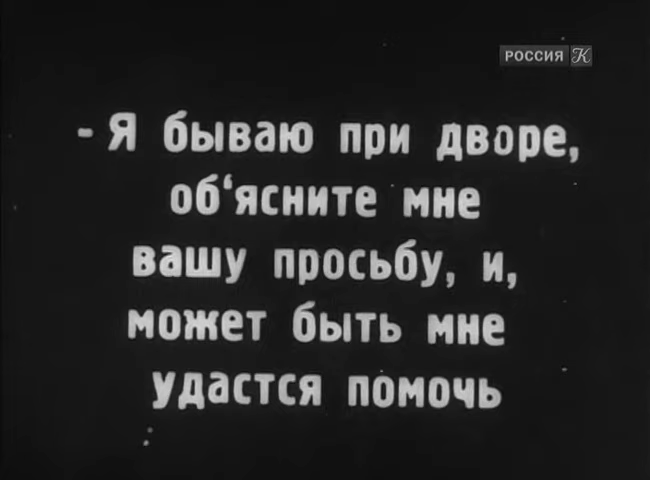 РОССИЯ К
- Я бываю при дворе,
об‘ясните мне
вашу просьбу, и,
может быть мне
удастся помочь